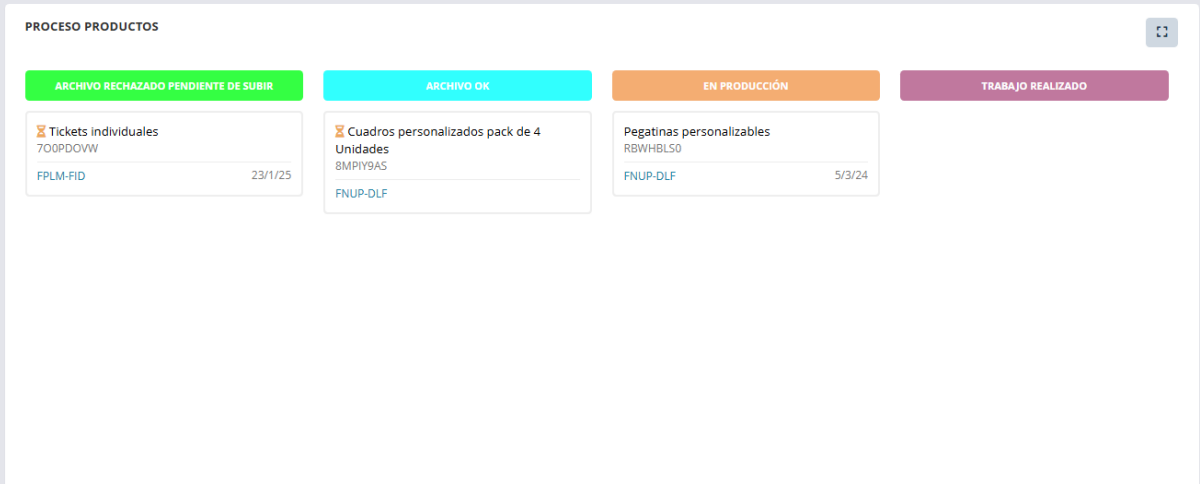 PROCESO PRODUCTOS
ARCHIVO RECHAZADO PENDIENTE DE SUBIR
Tickets individuales
7O0PDOVW
FPLM-FID
23/1/25
ARCHIVO OK
Cuadros personalizados pack de 4
Unidades
8MPIY9AS
FNUP-DLF
EN PRODUCCIÓN
Pegatinas personalizables
RBWHBLS0
FNUP-DLF
5/3/24
TRABAJO REALIZADO